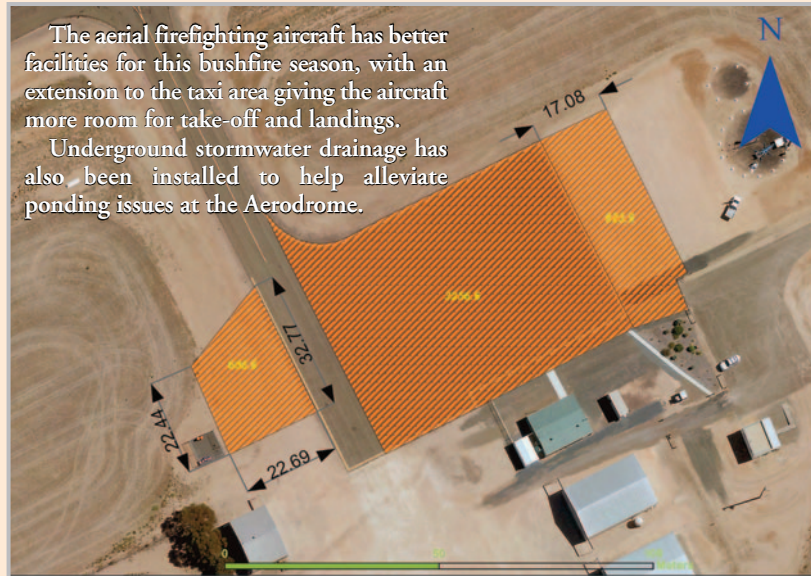 The aerial firefighting aircraft has better
facilities for this bushfire season, with an
extension to the taxi area giving the aircraft
more room for take-off and landings.
Underground stormwater drainage has
also been installed to help alleviate
ponding issues at the Aerodrome.
N
17.08
32.77
22.44
22.69
0
50
Meters